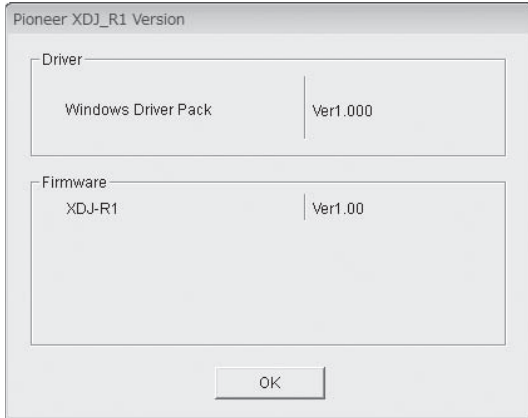 Pioneer XDJ_R1 Version
Driver
Windows Driver Pack Ver1.000
Firmware
XDJ-R1 Ver1.00
OK